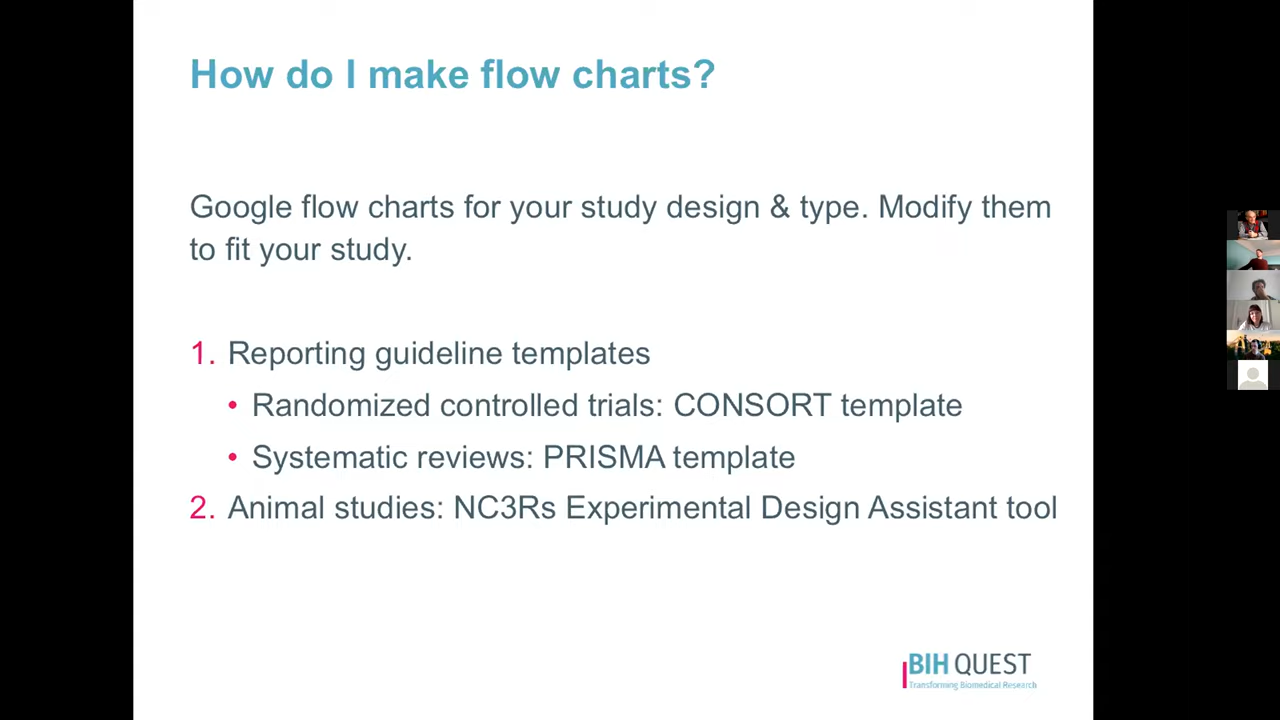 How do I make flow charts?
Google flow charts for your study design & type. Modify them
to fit your study.
1. Reporting guideline templates
• Randomized controlled trials: CONSORT template
• Systematic reviews: PRISMA template
2. Animal studies: NC3Rs Experimental Design Assistant tool
BIH QUEST
Transforming Biomedical Research